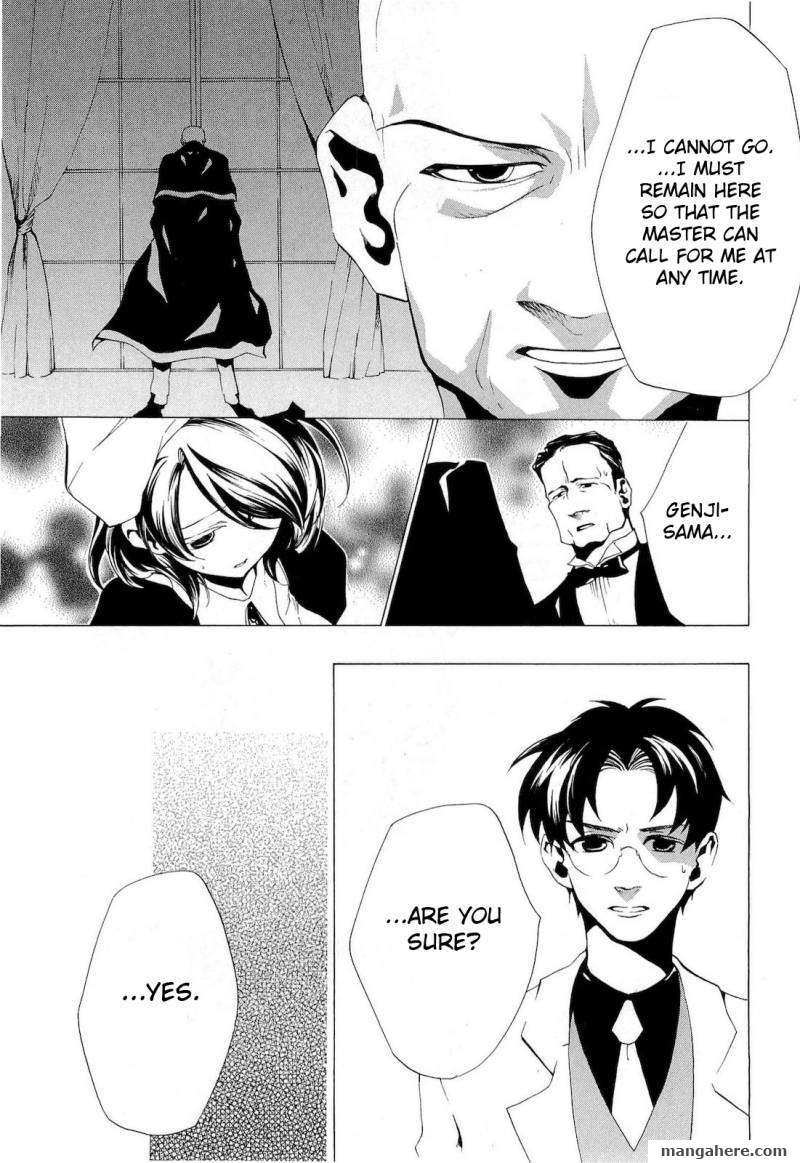 ...I CANNOT GO.
...I MUST
REMAIN HERE
SO THAT THE
MASTER CAN
CALL FOR ME AT
ANY TIME.
GENJI-
SAMA...
...ARE YOU
SURE?
...YES.
mangahere.com